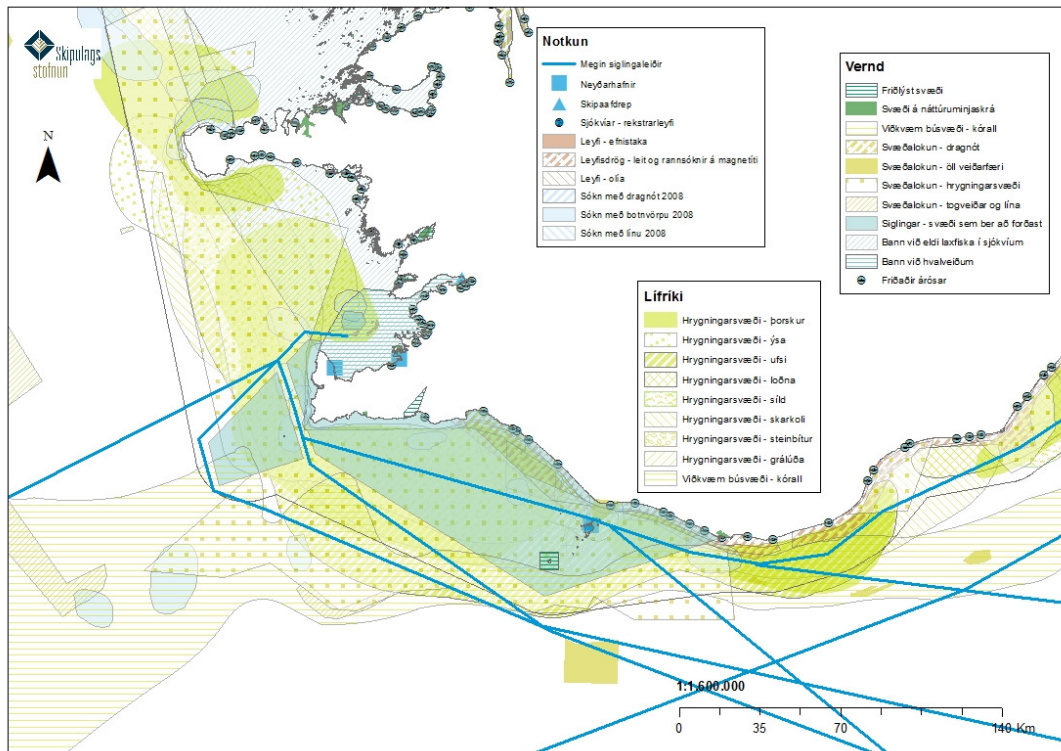 Skipulags
stofnun
N
Notkun
Megin siglingaleiðir
Neyðarhafnir
Skipaafdrep
Sjókvíar - rekstrarleyfi
Leyfi - efnistaka
Leyfisdrög - leit og rannsóknir á magnetíti
Leyfi - olía
Sókn með dragnót 2008
Sókn með botnvörpu 2008
Sókn með línu 2008
Vernd
Friðlýst svæði
Svæði á náttúruminjaskrá
Viðkvæm búsvæði - kórall
Svæðalokun - dragnót
Svæðalokun - öll veiðarfæri
Svæðalokun - hrygningarsvæði
Svæðalokun - togveiðar og lína
Siglingar - svæði sem ber að forðast
Bann við eldi laxfiska í sjókvíum
Bann við hvalveiðum
Friðaðir árósar
Lífríki
Hrygningarsvæði - þorskur
Hrygningarsvæði - ýsa
Hrygningarsvæði - ufsi
Hrygningarsvæði - loðna
Hrygningarsvæði - síld
Hrygningarsvæði - skarkoli
Hrygningarsvæði - steinbítur
Hrygningarsvæði - grálúða
Viðkvæm búsvæði - kórall
1:1.600.000
0 35 70 140 Km